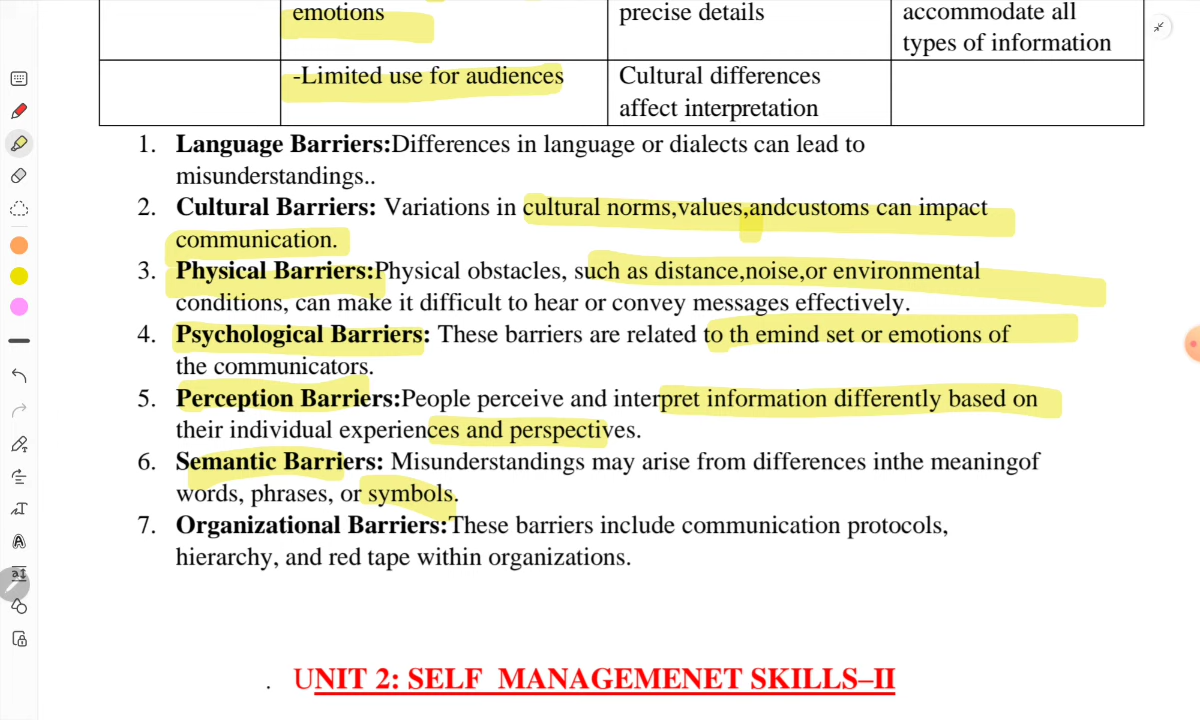 emotions precise details accommodate all
types of information
-Limited use for audiences Cultural differences
affect interpretation
1. Language Barriers:Differences in language or dialects can lead to
misunderstandings..
2. Cultural Barriers: Variations in cultural norms,values,andcustoms can impact
communication.
3. Physical Barriers:Physical obstacles, such as distance,noise,or environmental
conditions, can make it difficult to hear or convey messages effectively.
4. Psychological Barriers: These barriers are related to th emind set or emotions of
the communicators.
5. Perception Barriers:People perceive and interpret information differently based on
their individual experiences and perspectives.
6. Semantic Barriers: Misunderstandings may arise from differences inthe meaningof
words, phrases, or symbols.
7. Organizational Barriers:These barriers include communication protocols,
hierarchy, and red tape within organizations.
. UNIT 2: SELF MANAGEMENET SKILLS–II